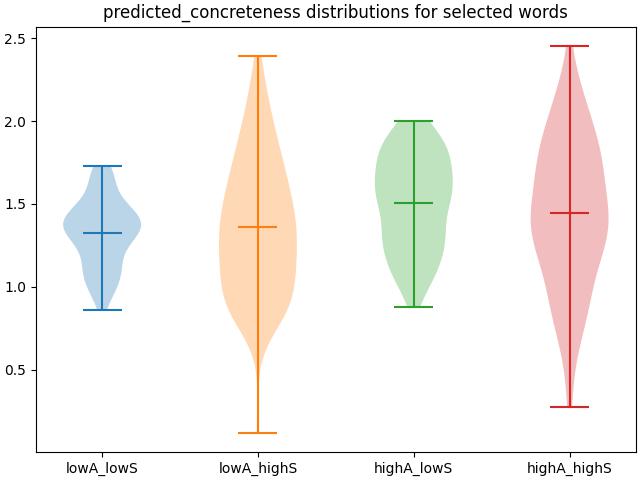 predicted_concreteness distributions for selected words
2.5
2.0
1.5
1.0
0.5
lowA_lowS lowA_highS highA_lowS highA_highS